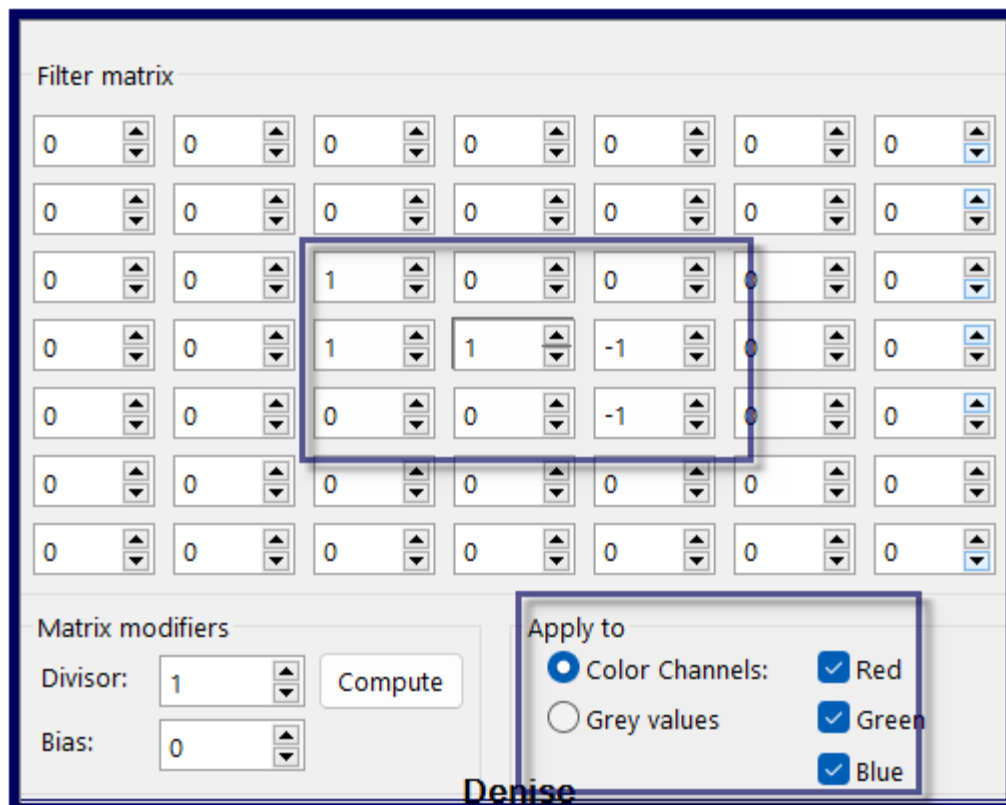 Filter matrix
0 0 0 0 0 0 0
0 0 0 0 0 0 0
0 0 1 0 0 0 0
0 0 1 1 -1 0 0
0 0 0 0 -1 0 0
0 0 0 0 0 0 0
0 0 0 0 0 0 0
Matrix modifiers
Divisor: 1 Compute
Bias: 0
Apply to
Color Channels: Red
Grey values Green
Blue
Denise